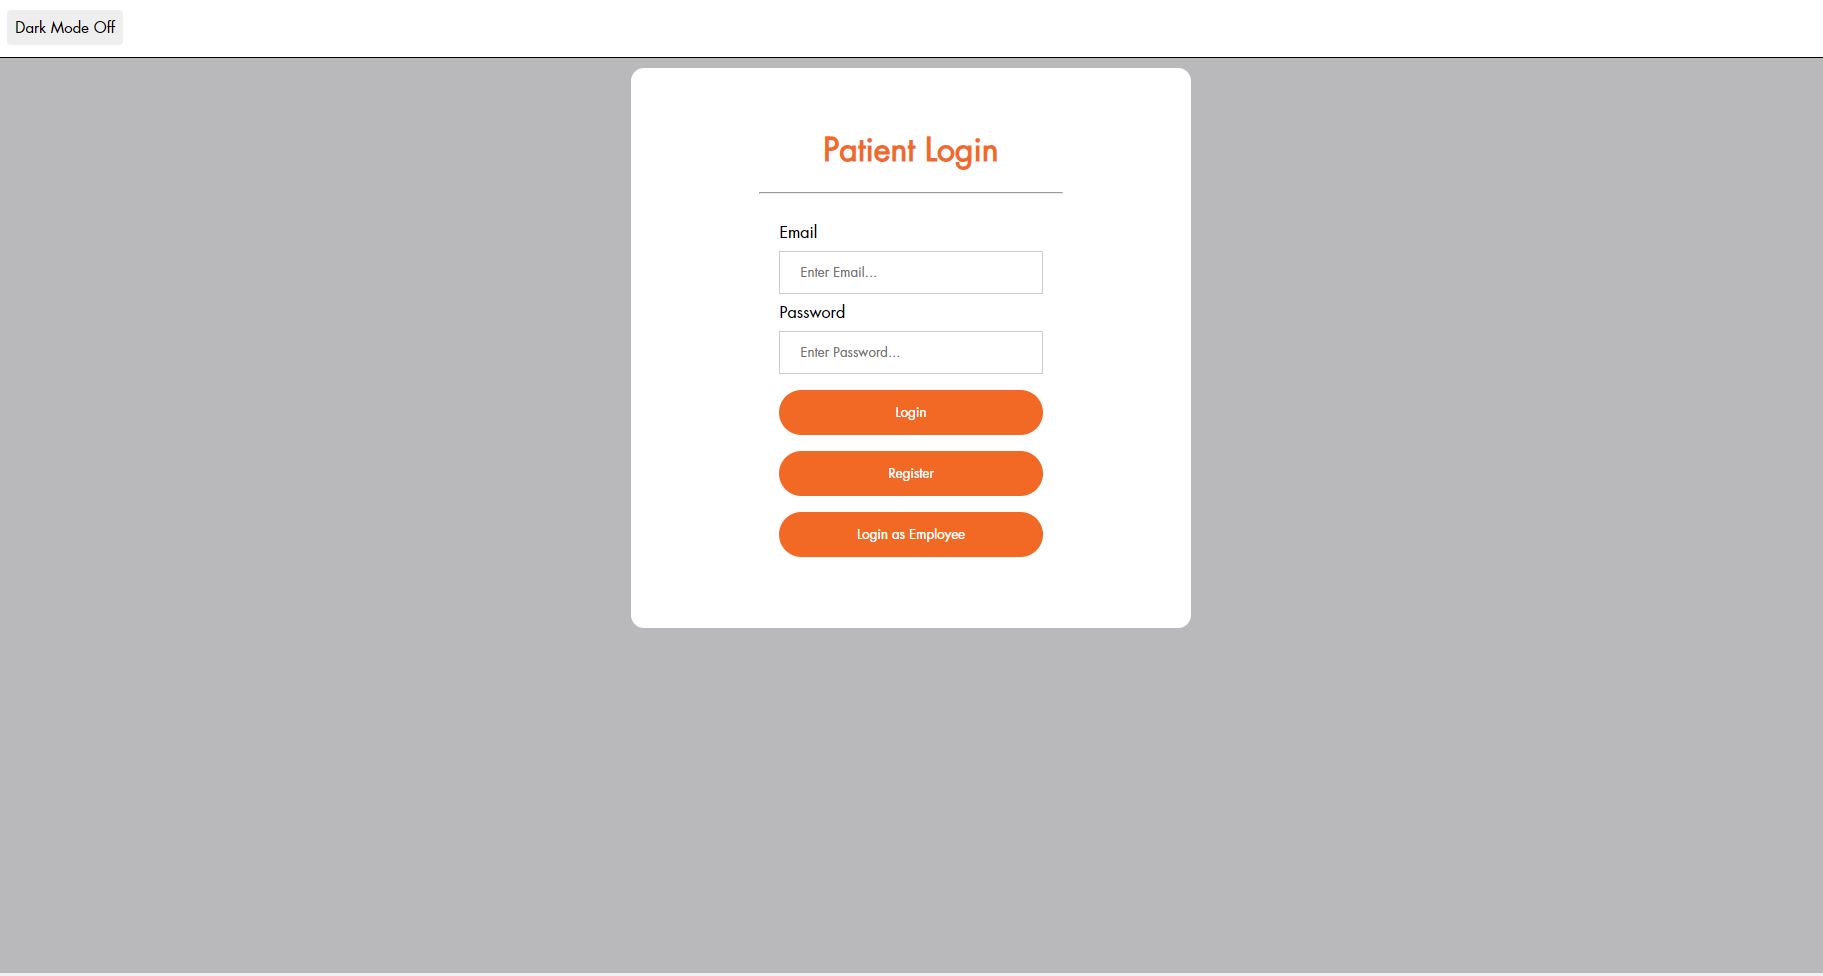 Dark Mode Off
Patient Login
Email
Enter Email...
Password
Enter Password...
Login
Register
Login as Employee